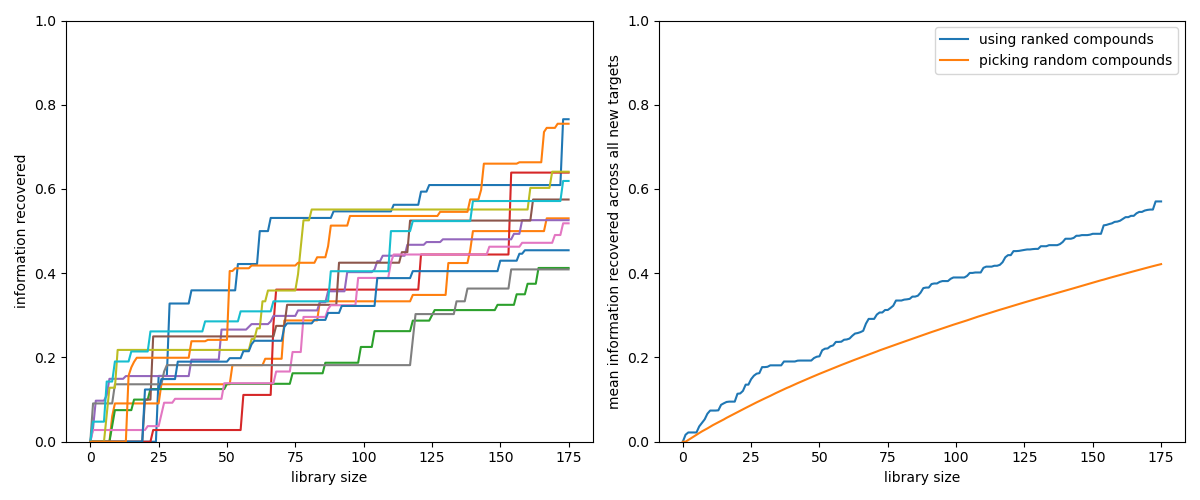 information recovered
1.0
0.8
0.6
0.4
0.2
0.0
0 25 50 75 100 125 150 175
library size
mean information recovered across all new targets
1.0
0.8
0.6
0.4
0.2
0.0
0 25 50 75 100 125 150 175
library size
using ranked compounds
picking random compounds